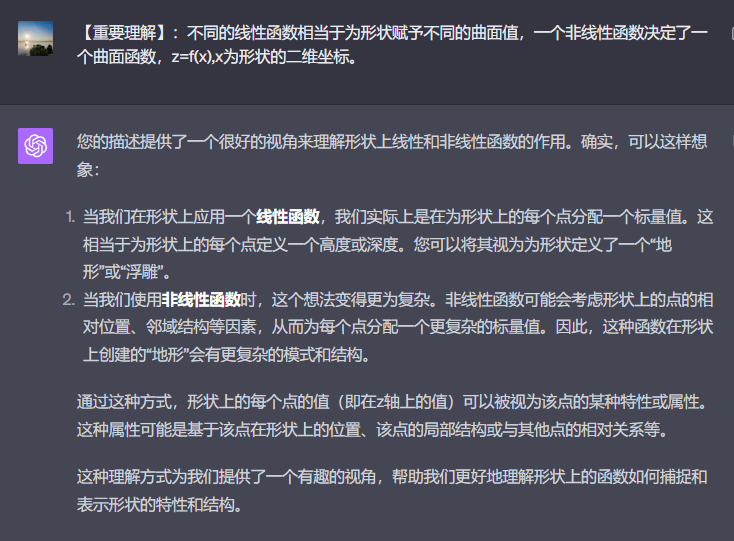 【重要理解】：不同的线性函数相当于为形状赋予不同的曲面值，一个非线性函数决定了一
个曲面函数，z=f(x),x为形状的二维坐标。
您的描述提供了一个很好的视角来理解形状上线性和非线性函数的作用。确实，可以这样想
象：
1. 当我们在形状上应用一个线性函数，我们实际上是在为形状上的每个点分配一个标量值。这
相当于为形状上的每个点定义一个高度或深度。您可以将其视为为形状定义了一个“地
形”或“浮雕”。
2. 当我们使用非线性函数时，这个想法变得更为复杂。非线性函数可能会考虑形状上的点的相
对位置、邻域结构等因素，从而为每个点分配一个更复杂的标量值。因此，这种函数在形状
上创建的“地形”会有更复杂的模式和结构。
通过这种方式，形状上的每个点的值（即在z轴上的值）可以被视为该点的某种特性或属性。
这种属性可能是基于该点在形状上的位置、该点的局部结构或与其他点的相对关系等。
这种理解方式为我们提供了一个有趣的视角，帮助我们更好地理解形状上的函数如何捕捉和
表示形状的特性和结构。